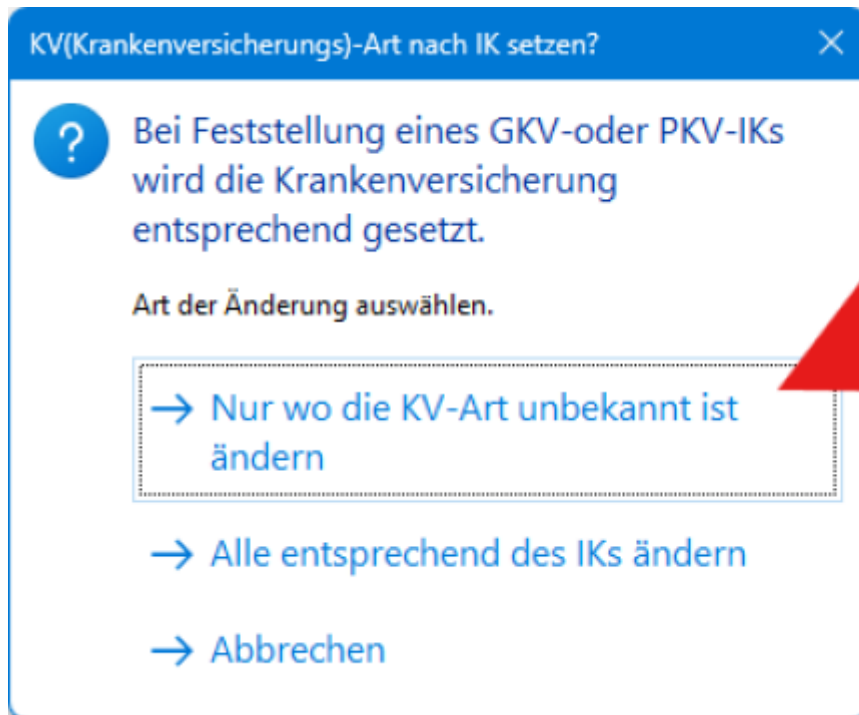 KV(Krankenversicherungs)-Art nach IK setzen?
Bei Feststellung eines GKV-oder PKV-IKs
wird die Krankenversicherung
entsprechend gesetzt.
Art der Änderung auswählen.
Nur wo die KV-Art unbekannt ist
ändern
Alle entsprechend des IKs ändern
Abbrechen